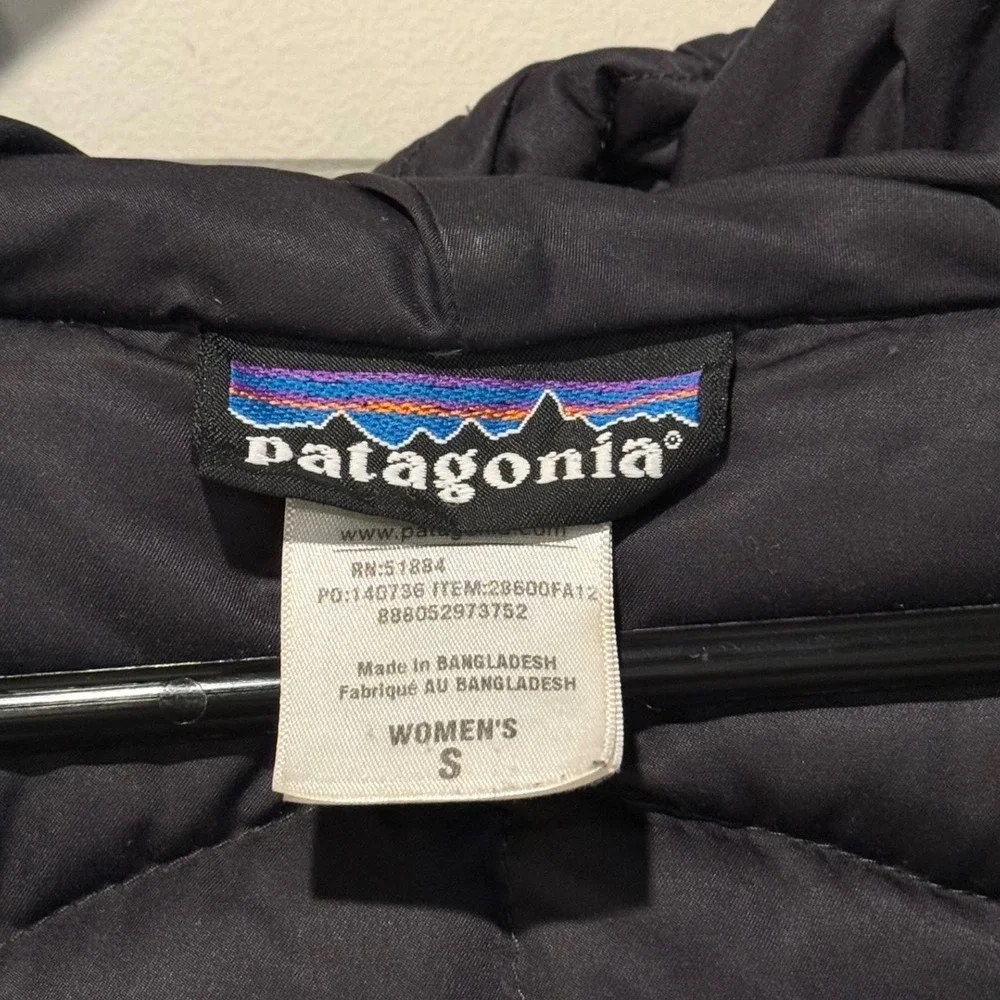 patagonia®
RN:51884
PO:140736 ITEM:28600FA12
888052973752
Made in BANGLADESH
Fabriqué AU BANGLADESH
WOMEN'S
S